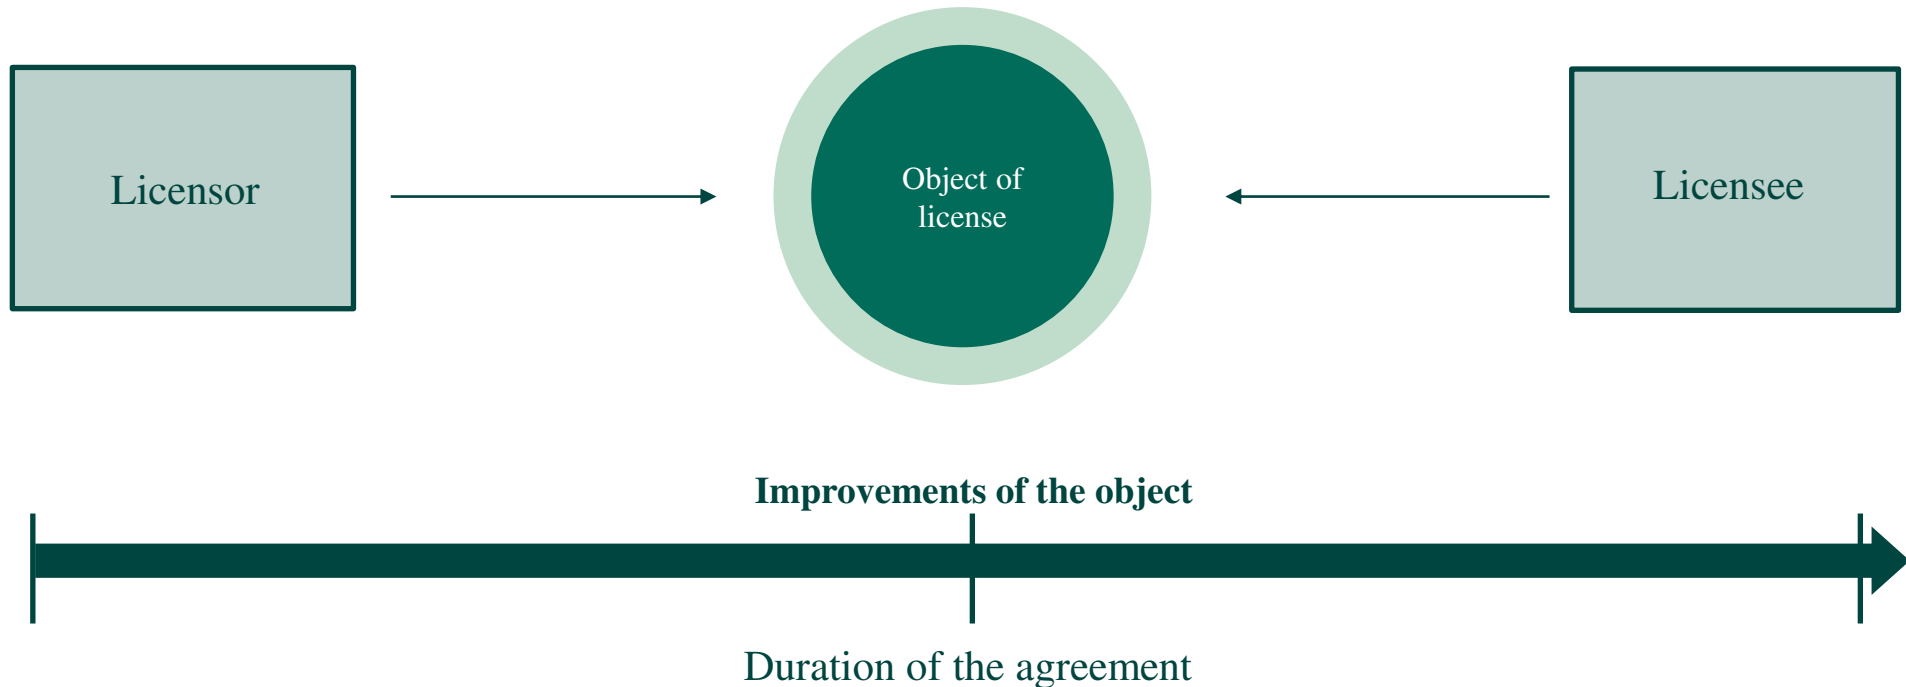 Licensor
Object of
license
Licensee
Improvements of the object
Duration of the agreement